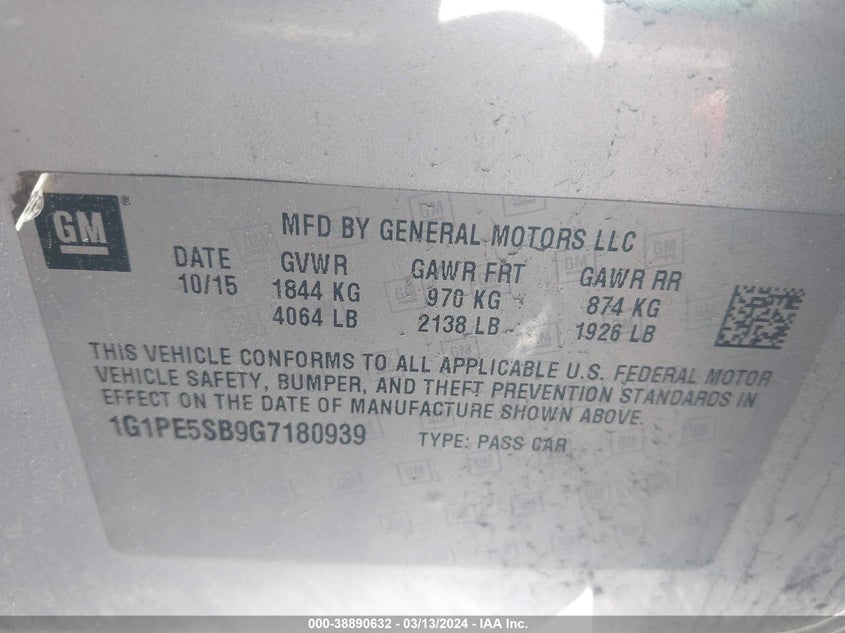 GM®
MFD BY GENERAL MOTORS LLC
DATE GVWR GAWR FRT GAWR RR
10/15 1844 KG 970 KG 874 KG
4064 LB 2138 LB 1926 LB
THIS VEHICLE CONFORMS TO ALL APPLICABLE U.S. FEDERAL MOTOR
VEHICLE SAFETY, BUMPER, AND THEFT PREVENTION STANDARDS IN
EFFECT ON THE DATE OF MANUFACTURE SHOWN ABOVE.
1G1PE5SB9G7180939 TYPE: PASS CAR
000-38890632 - 03/13/2024 - IAA Inc.